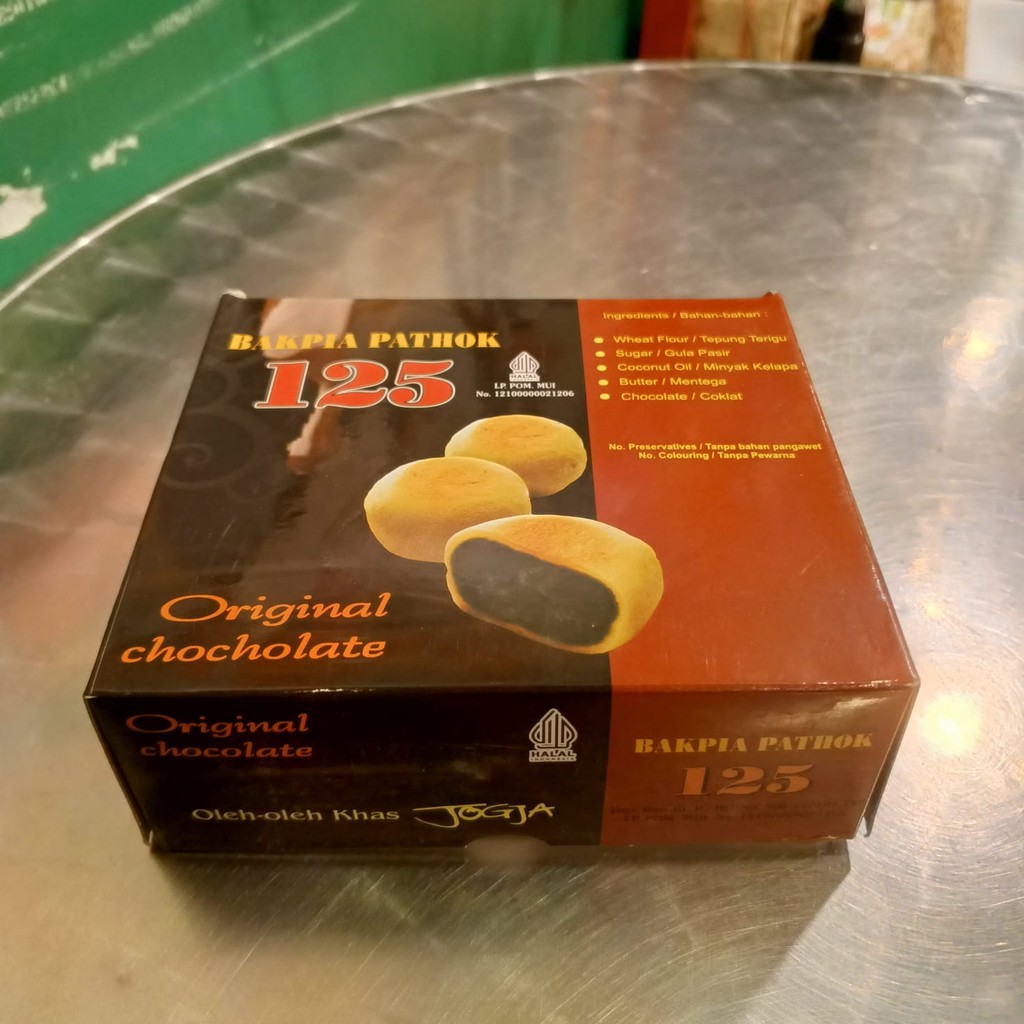 BAKPIA PATHOK
125
HALAL
INDONESIA
LP. POM. MUI
No. 12100000021206
Ingredients / Bahan-bahan :
Wheat Flour / Tepung Terigu
Sugar / Gula Pasir
Coconut Oil / Minyak Kelapa
Butter / Mentega
Chocolate / Coklat
No. Preservatives / Tanpa bahan pangawet
No. Colouring / Tanpa Pewarna
Original
chocholate
Original
chocolate
HALAL
INDONESIA
Oleh-oleh Khas JOGJA
BAKPIA PATHOK
125